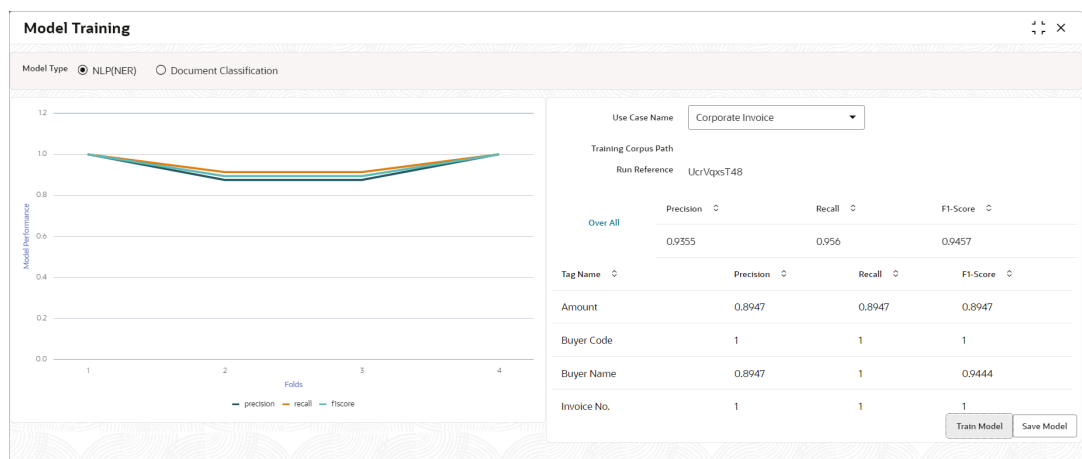 Model Training
Model Type NLP(NER) Document Classification
1.2
1.0
0.8
0.6
0.4
0.2
0.0
Model Performance
1 2 3 4
Folds
precision recall f1score
Use Case Name Corporate Invoice
Training Corpus Path
Run Reference UcrVqxsT48
Over All
Precision Recall F1-Score
0.9355 0.956 0.9457
Tag Name Precision Recall F1-Score
Amount 0.8947 0.8947 0.8947
Buyer Code 1 1 1
Buyer Name 0.8947 1 0.9444
Invoice No. 1 1 1
Train Model Save Model